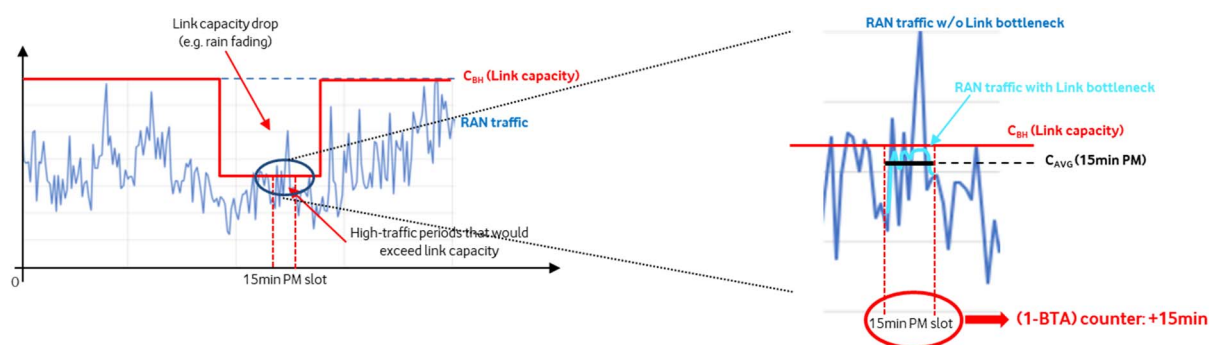 Link capacity drop
(e.g. rain fading)
C_BH (Link capacity)
RAN traffic
High-traffic periods that would
exceed link capacity
0
15min PM slot
RAN traffic w/o Link bottleneck
RAN traffic with Link bottleneck
C_BH (Link capacity)
C_AVG (15min PM)
15min PM slot
(1-BTA) counter: +15min